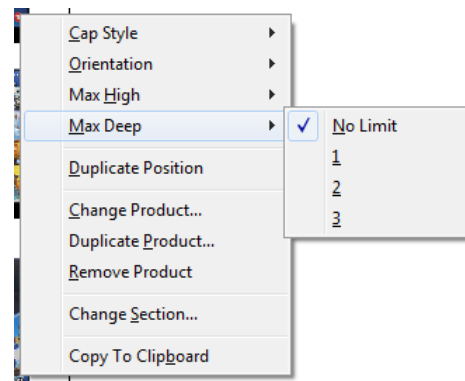 Cap Style
Orientation
Max High
Max Deep
No Limit
1
2
3
Duplicate Position
Change Product...
Duplicate Product...
Remove Product
Change Section...
Copy To Clipboard